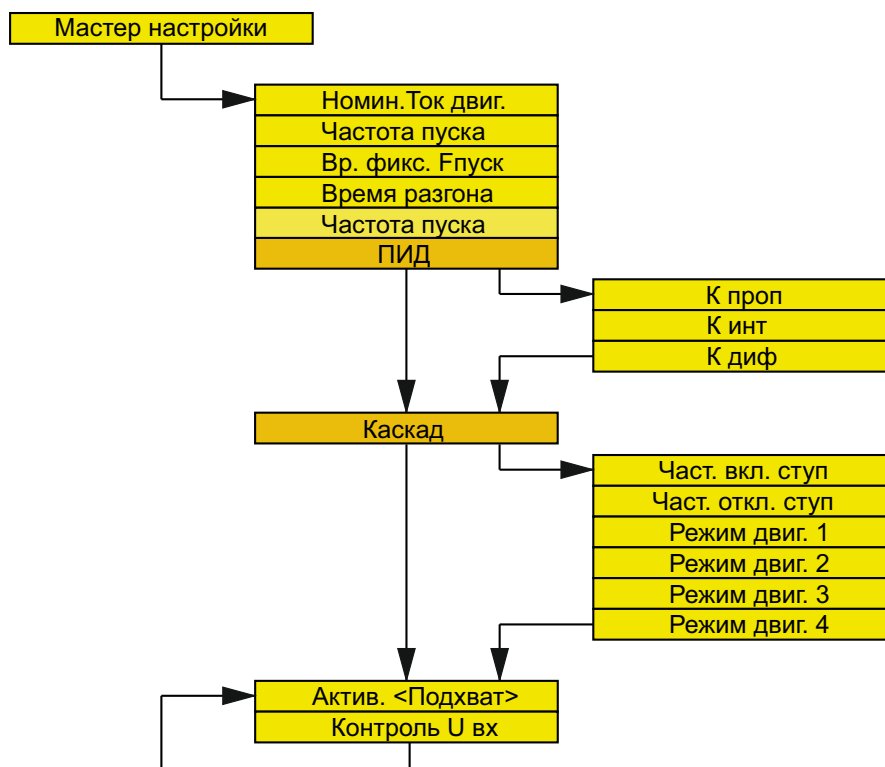 Мастер настройки
Номин.Ток двиг.
Частота пуска
Вр. фикс. Fпуск
Время разгона
Частота пуска
ПИД
К проп
К инт
К диф
Каскад
Част. вкл. ступ
Част. откл. ступ
Режим двиг. 1
Режим двиг. 2
Режим двиг. 3
Режим двиг. 4
Актив. <Подхват>
Контроль U вх